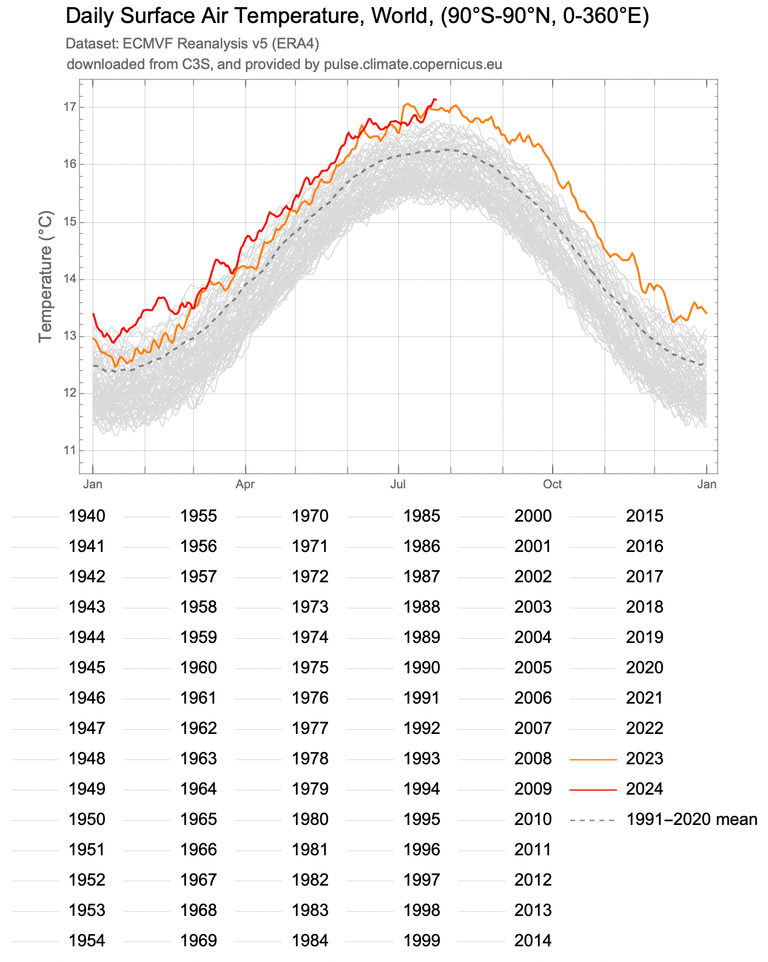 Daily Surface Air Temperature, World, (90°S-90°N, 0-360°E)
Dataset: ECMVF Reanalysis v5 (ERA4)
downloaded from C3S, and provided by pulse.climate.copernicus.eu
Temperature (°C)
17
16
15
14
13
12
11
Jan Apr Jul Oct Jan
1940 1955 1970 1985 2000 2015
1941 1956 1971 1986 2001 2016
1942 1957 1972 1987 2002 2017
1943 1958 1973 1988 2003 2018
1944 1959 1974 1989 2004 2019
1945 1960 1975 1990 2005 2020
1946 1961 1976 1991 2006 2021
1947 1962 1977 1992 2007 2022
1948 1963 1978 1993 2008 2023
1949 1964 1979 1994 2009 2024
1950 1965 1980 1995 2010 1991–2020 mean
1951 1966 1981 1996 2011
1952 1967 1982 1997 2012
1953 1968 1983 1998 2013
1954 1969 1984 1999 2014